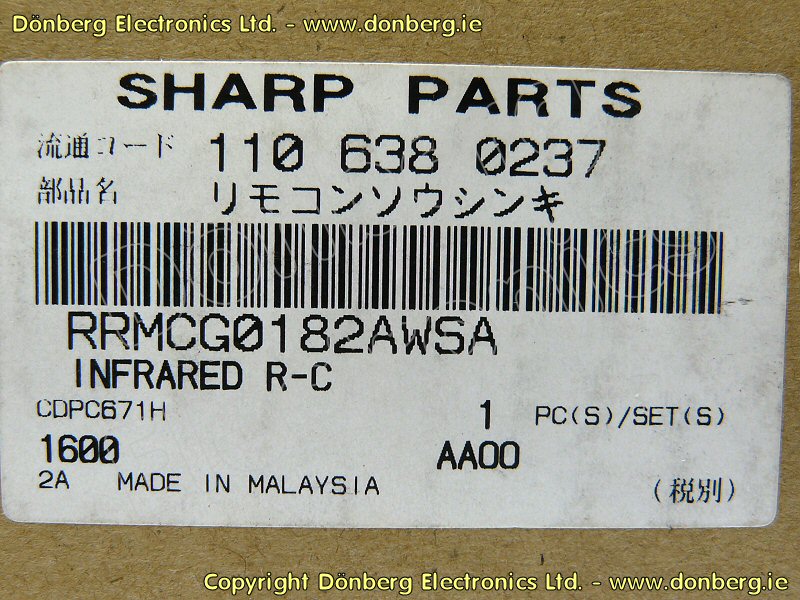 Dönberg Electronics Ltd. - www.donberg.ie
SHARP PARTS
流通コード 110 638 0237
部品名 リモコンソウシンキ
RRMCG0182AWSA
INFRARED R-C
CDPC671H 1 PC(S)/SET(S)
1600 AA00
2A MADE IN MALAYSIA (税別)
Copyright Dönberg Electronics Ltd. - www.donberg.ie